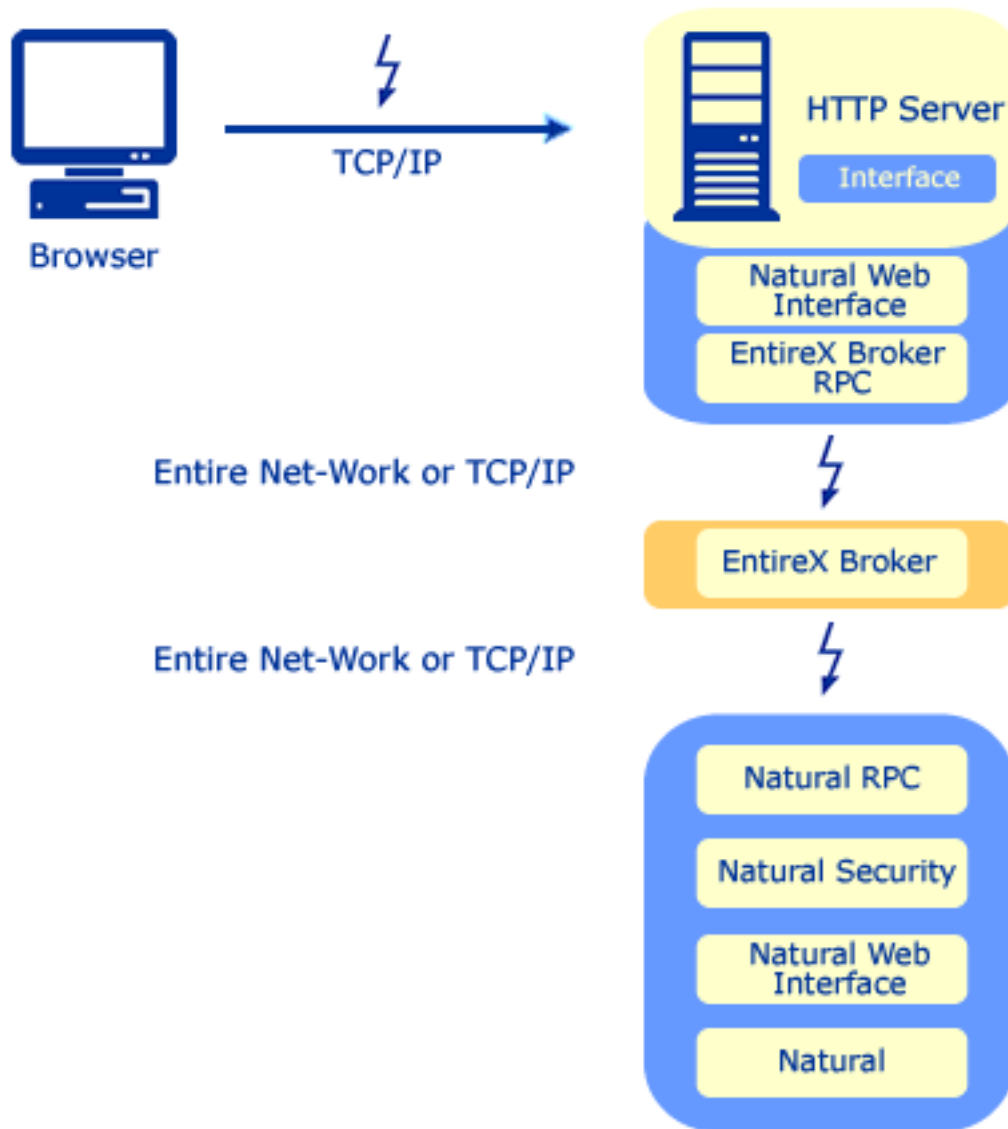 HTTP Server
TCP/IP
Interface
Browser
Natural Web
Interface
EntireX Broker
RPC
Entire Net-Work or TCP/IP
EntireX Broker
Entire Net-Work or TCP/IP
Natural RPC
Natural Security
Natural Web
Interface
Natural